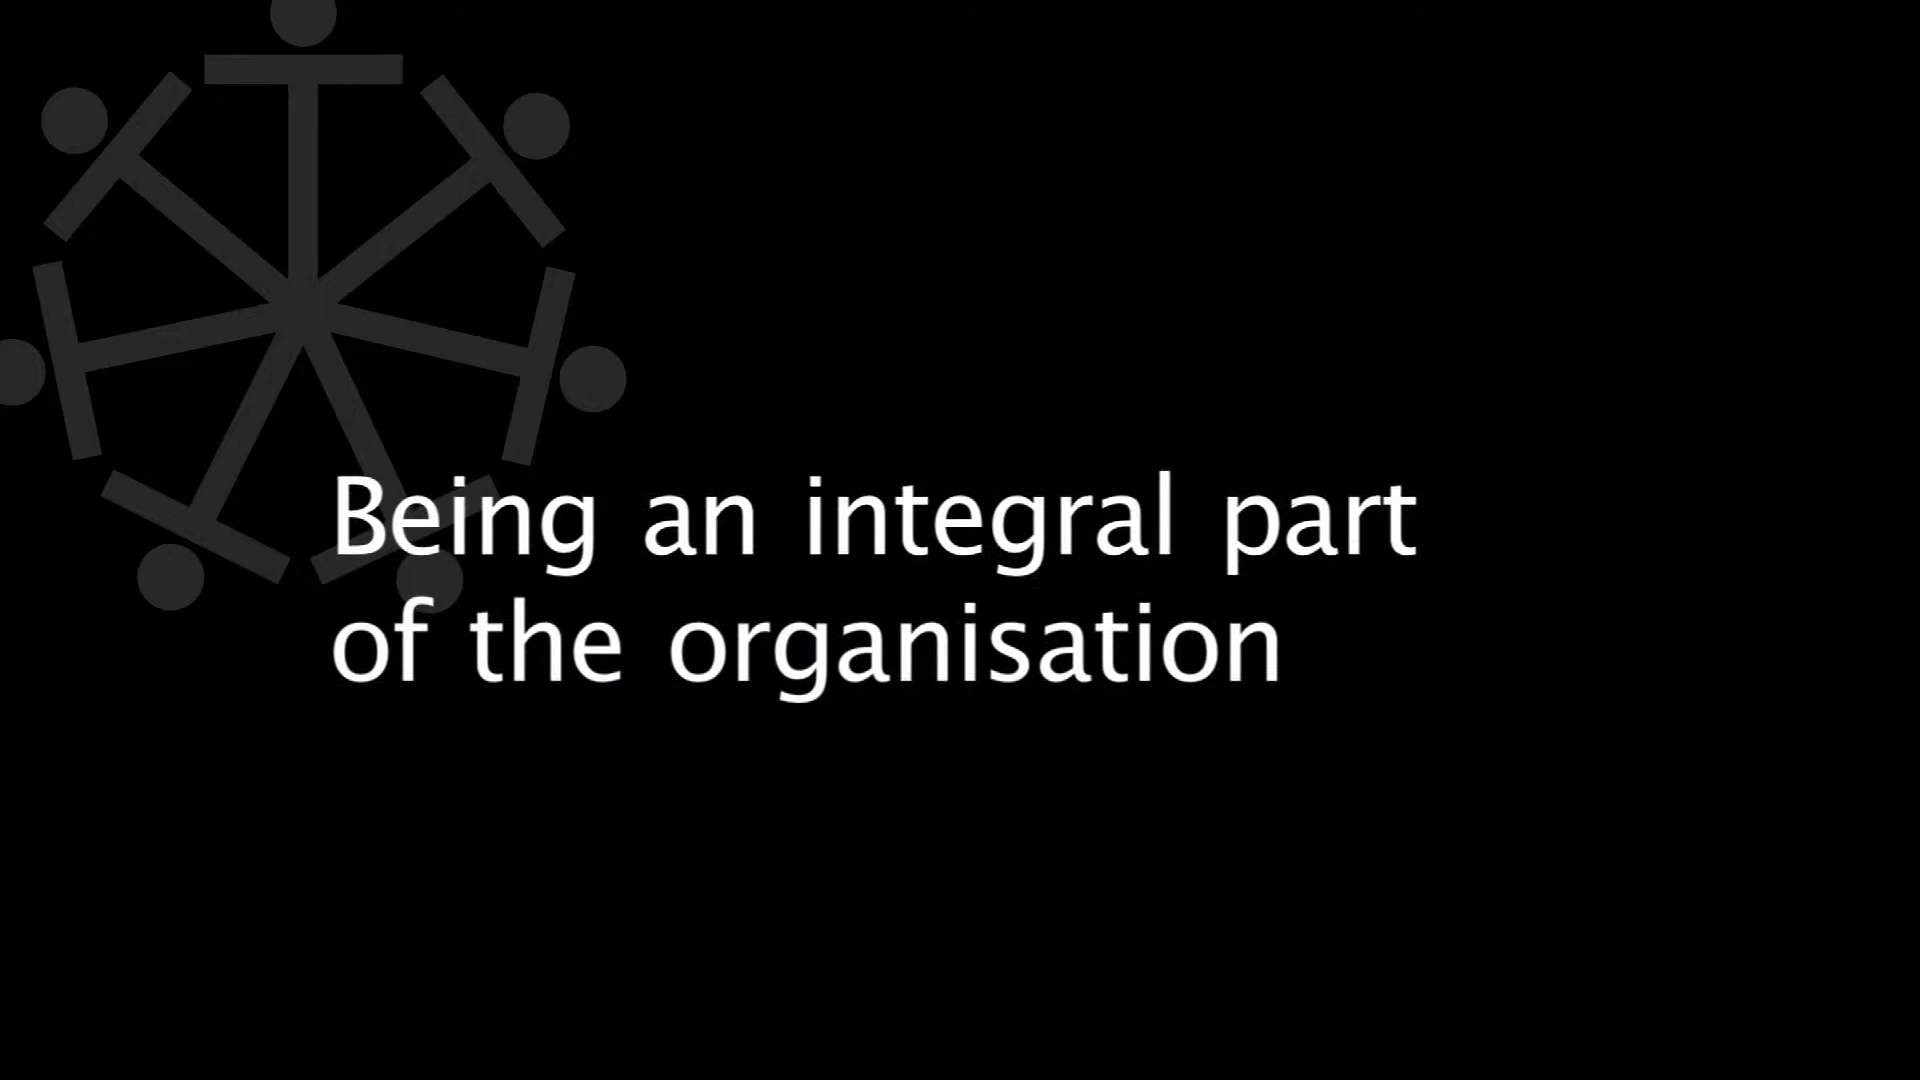 Being an integral part
of the organisation